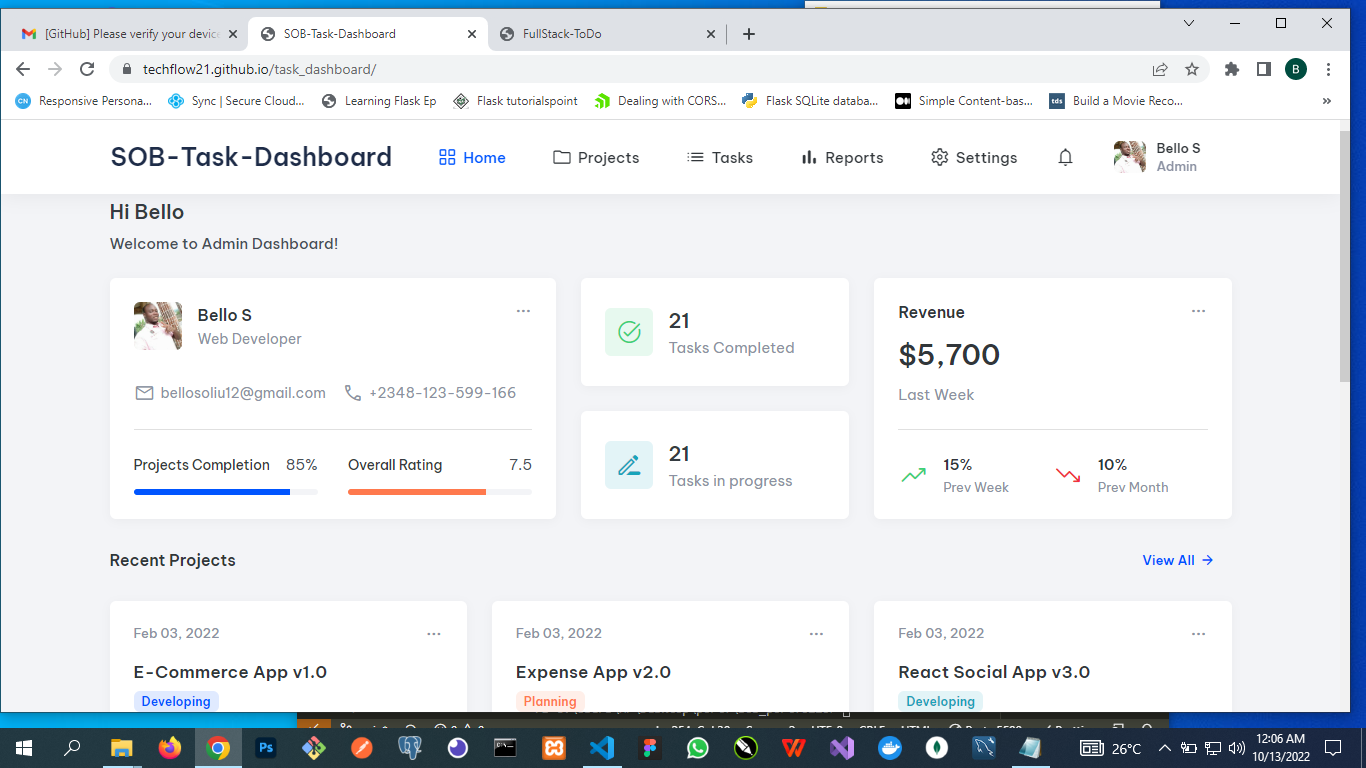 [GitHub] Please verify your device
SOB-Task-Dashboard
FullStack-ToDo
techflow21.github.io/task_dashboard/
B
CN Responsive Persona...
Sync | Secure Cloud...
Learning Flask Ep
Flask tutorialspoint
Dealing with CORS...
Flask SQLite databa...
Simple Content-bas...
tds Build a Movie Reco...
»
SOB-Task-Dashboard
Home
Projects
Tasks
Reports
Settings
Bello S
Admin
Hi Bello
Welcome to Admin Dashboard!
Bello S
Web Developer
bellosoliu12@gmail.com
+2348-123-599-166
Projects Completion 85%
Overall Rating 7.5
21
Tasks Completed
21
Tasks in progress
Revenue
$5,700
Last Week
15%
Prev Week
10%
Prev Month
Recent Projects
View All
Feb 03, 2022
E-Commerce App v1.0
Developing
Feb 03, 2022
Expense App v2.0
Planning
Feb 03, 2022
React Social App v3.0
Developing
Ps
26°C
12:06 AM
10/13/2022